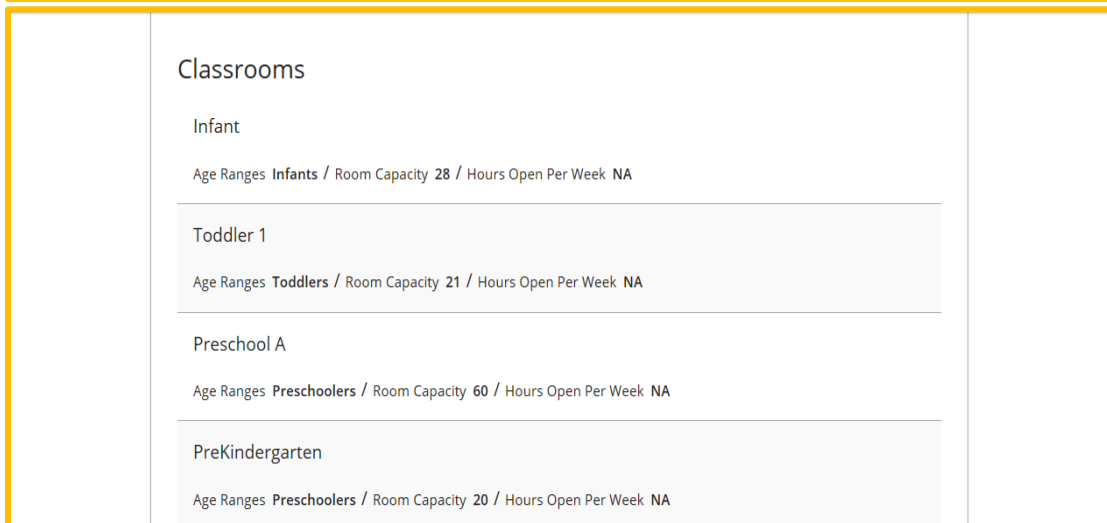 Classrooms
Infant
Age Ranges Infants / Room Capacity 28 / Hours Open Per Week NA
Toddler 1
Age Ranges Toddlers / Room Capacity 21 / Hours Open Per Week NA
Preschool A
Age Ranges Preschoolers / Room Capacity 60 / Hours Open Per Week NA
PreKindergarten
Age Ranges Preschoolers / Room Capacity 20 / Hours Open Per Week NA